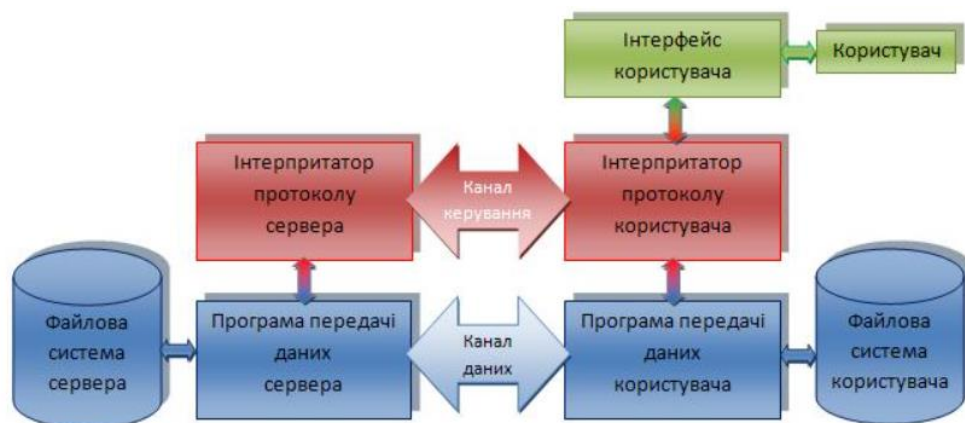 Інтерфейс
користувача
Користувач
Інтерпритатор
протоколу
сервера
Канал
керування
Інтерпритатор
протоколу
користувача
Файлова
система
сервера
Програма передачі
даних
сервера
Канал
даних
Програма передачі
даних
користувача
Файлова
система
користувача